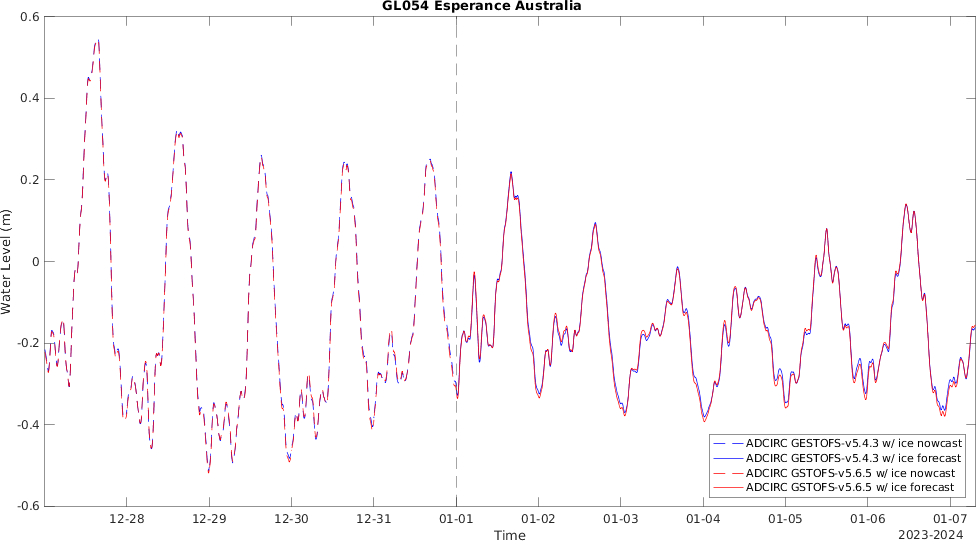 GL054 Esperance Australia
0.6
0.4
0.2
0
-0.2
-0.4
-0.6
Water Level (m)
ADCIRC GESTOFS-v5.4.3 w/ ice nowcast
ADCIRC GESTOFS-v5.4.3 w/ ice forecast
ADCIRC GSTOFS-v5.6.5 w/ ice nowcast
ADCIRC GSTOFS-v5.6.5 w/ ice forecast
12-28 12-29 12-30 12-31 01-01 01-02 01-03 01-04 01-05 01-06 01-07
Time
2023-2024